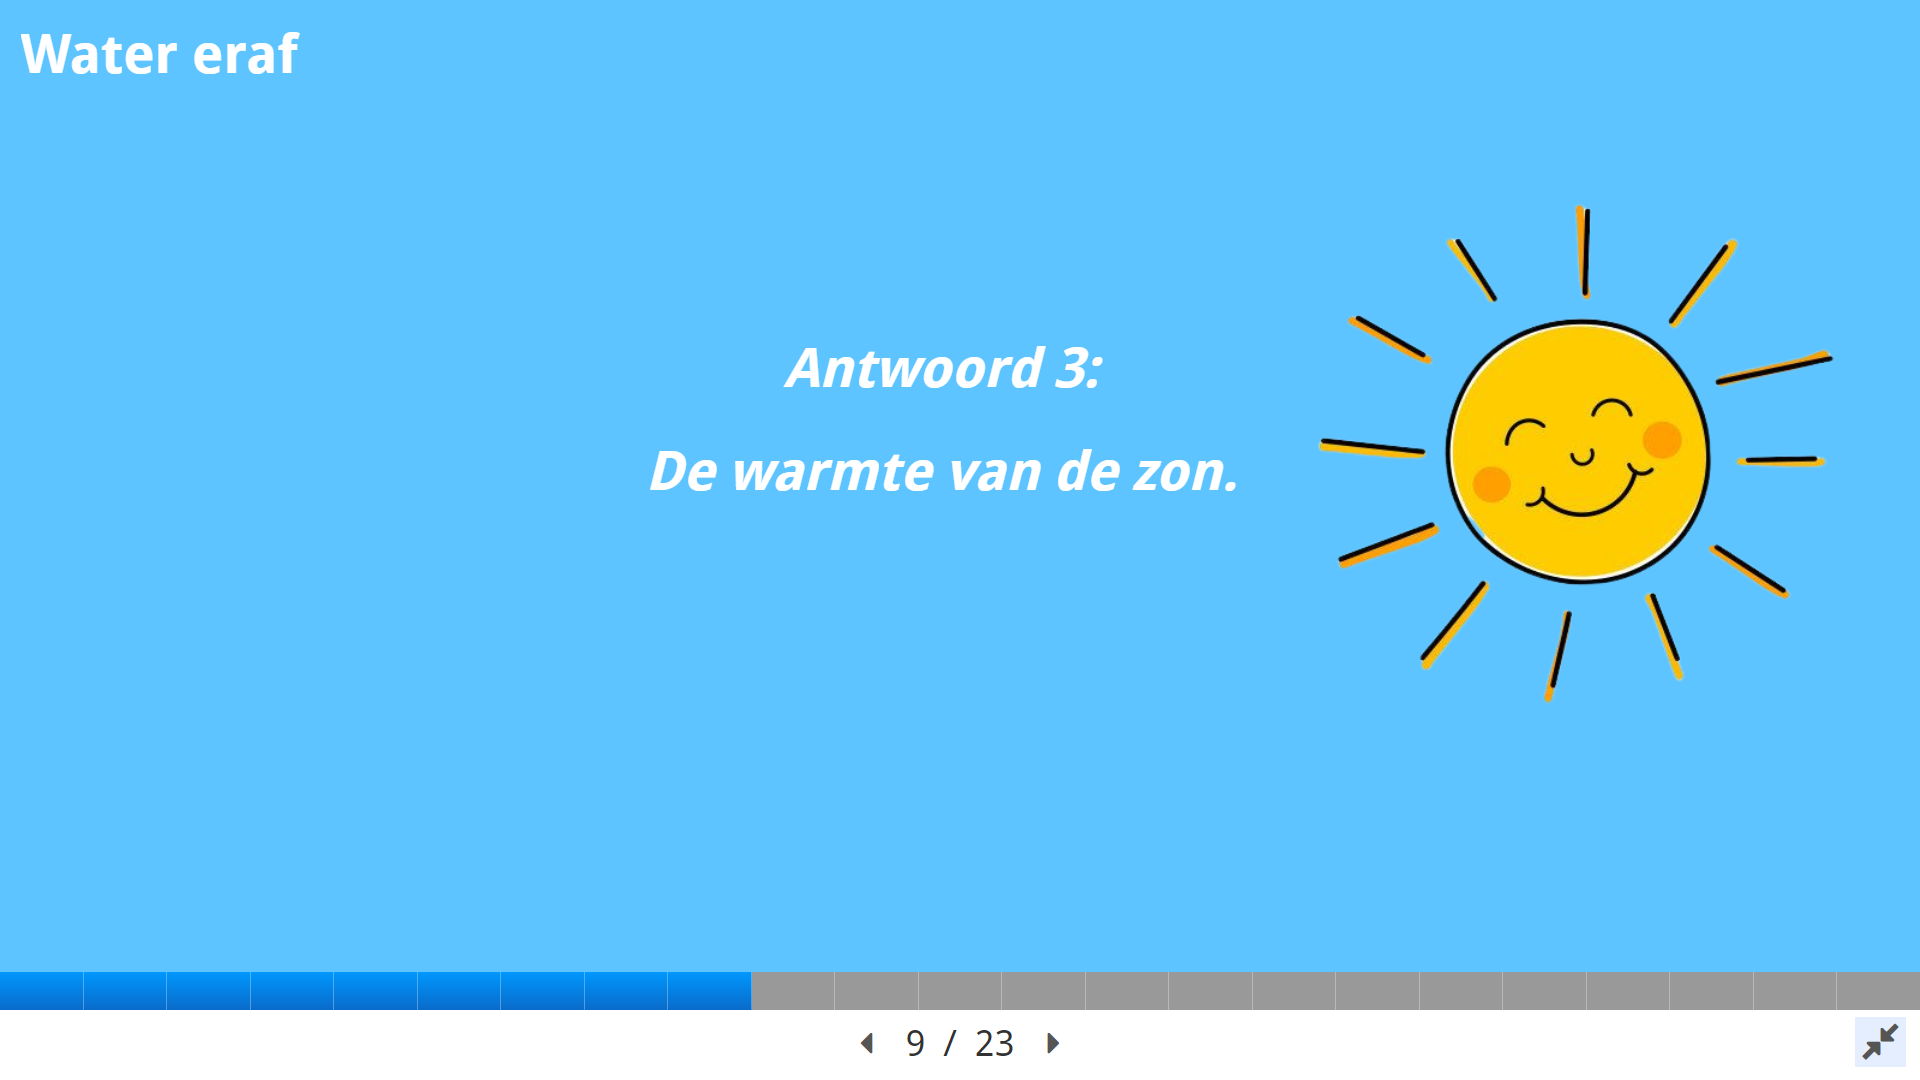 Water eraf
Antwoord 3:
De warmte van de zon.
9 / 23